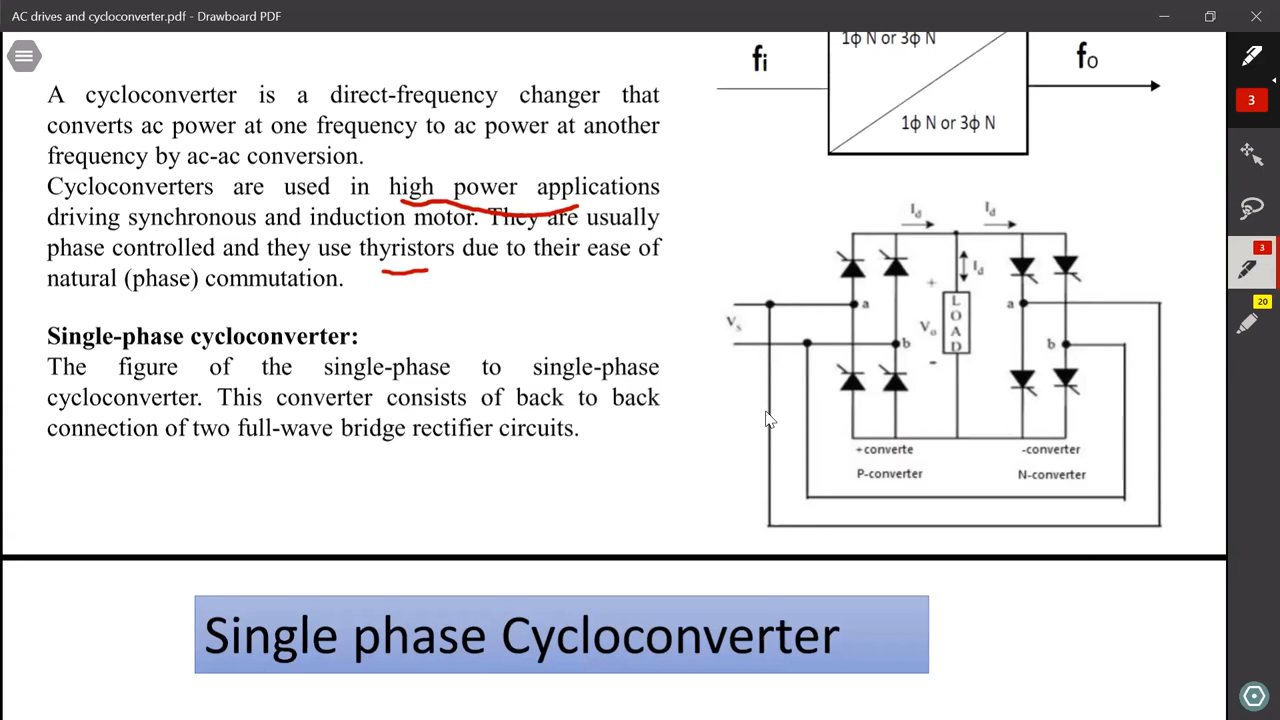 AC drives and cycloconverter.pdf - Drawboard PDF
1ϕ N or 3ϕ N
fi
fo
3
A cycloconverter is a direct-frequency changer that
converts ac power at one frequency to ac power at another
frequency by ac-ac conversion.
1ϕ N or 3ϕ N
Cycloconverters are used in high power applications
driving synchronous and induction motor. They are usually
phase controlled and they use thyristors due to their ease of
natural (phase) commutation.
Id
Id
3
Id
+
a
a
20
Vs
Vo
LOAD
b
b
-
Single-phase cycloconverter:
The figure of the single-phase to single-phase
cycloconverter. This converter consists of back to back
connection of two full-wave bridge rectifier circuits.
+converte
-converter
P-converter
N-converter
Single phase Cycloconverter